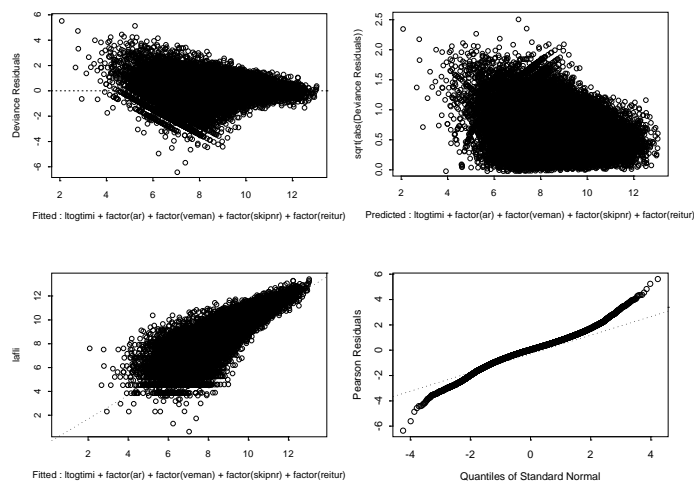 Deviance Residuals
6
4
2
0
-2
-4
-6
2 4 6 8 10 12
Fitted : ltogtimi + factor(ar) + factor(veman) + factor(skipnr) + factor(reitur)
sqrt(abs(Deviance Residuals))
2.5
2.0
1.5
1.0
0.5
0.0
2 4 6 8 10 12
Predicted : ltogtimi + factor(ar) + factor(veman) + factor(skipnr) + factor(reitur)
lafli
12
10
8
6
4
2
2 4 6 8 10 12
Fitted : ltogtimi + factor(ar) + factor(veman) + factor(skipnr) + factor(reitur)
Pearson Residuals
6
4
2
0
-2
-4
-6
-4 -2 0 2 4
Quantiles of Standard Normal